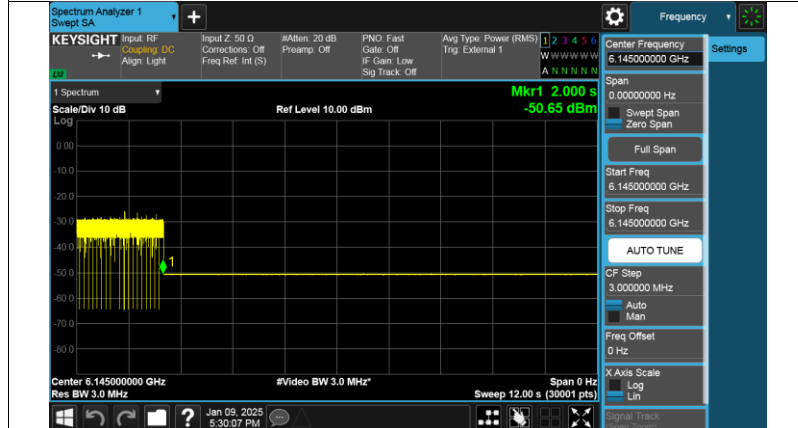 Spectrum Analyzer 1
Swept SA
Frequency
KEYSIGHT
Input: RF
Coupling: DC
Align: Light
Input Z: 50 Ω
Corrections: Off
Freq Ref: Int (S)
#Atten: 20 dB
Preamp: Off
PNO: Fast
Gate: Off
IF Gain: Low
Sig Track: Off
Avg Type: Power (RMS)
Trig: External 1
1 2 3 4 5 6
W W W W W W
A N N N N N
Center Frequency
6.145000000 GHz
Settings
Span
0.00000000 Hz
Swept Span
Zero Span
Full Span
Start Freq
6.145000000 GHz
Stop Freq
6.145000000 GHz
AUTO TUNE
CF Step
3.000000 MHz
Auto
Man
Freq Offset
0 Hz
X Axis Scale
Log
Lin
Signal Track
(Span Zoom)
1 Spectrum
Mkr1 2.000 s
-50.65 dBm
Scale/Div 10 dB
Ref Level 10.00 dBm
Log
0.00
-10.0
-20.0
-30.0
-40.0
-50.0
-60.0
-70.0
-80.0
1
Center 6.145000000 GHz
#Video BW 3.0 MHz*
Span 0 Hz
Res BW 3.0 MHz
Sweep 12.00 s (30001 pts)
?
Jan 09, 2025
5:30:07 PM